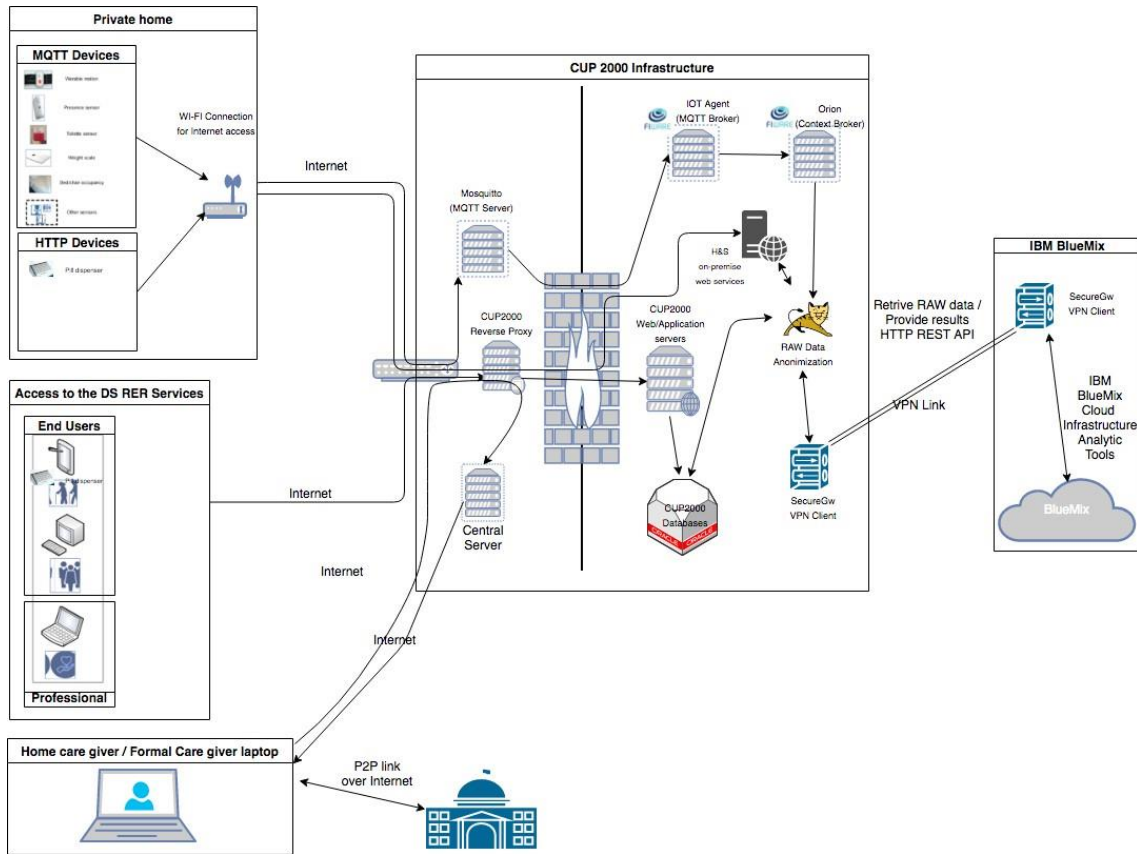 Private home
MQTT Devices
Presence sensor
Toilette sensor
Weight scale
Bed/chair occupancy
Other sensors
HTTP Devices
Pill dispenser
WI-FI Connection
for Internet access
Internet
CUP 2000 Infrastructure
IOT Agent
(MQTT Broker)
FIWARE
Orion
(Context Broker)
FIWARE
Mosquitto
(MQTT Server)
H&S
on-premise
web services
CUP2000
Reverse Proxy
CUP2000
Web/Application
servers
RAW Data
Anonimization
Retrive RAW data /
Provide results
HTTP REST API
VPN Link
IBM BlueMix
SecureGw
VPN Client
IBM
BlueMix
Cloud
Infrastructure
Analytic
Tools
BlueMix
SecureGw
VPN Client
CUP2000
Databases
ORACLE
ORACLE
Central
Server
Access to the DS RER Services
End Users
Pill dispenser
Professional
Internet
Internet
Internet
Home care giver / Formal Care giver laptop
P2P link
over Internet